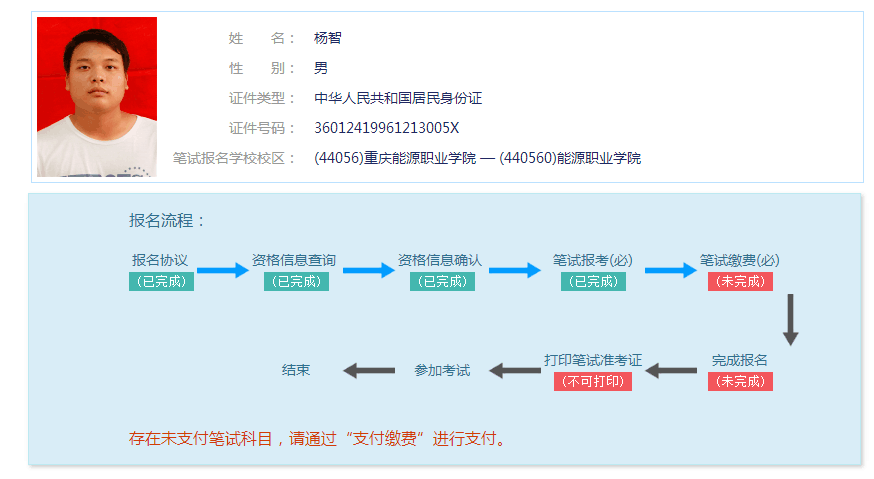 姓 名： 杨智
性 别： 男
证件类型： 中华人民共和国居民身份证
证件号码： 36012419961213005X
笔试报名学校校区： (44056)重庆能源职业学院 — (440560)能源职业学院
报名流程：
报名协议 资格信息查询 资格信息确认 笔试报考(必) 笔试缴费(必)
(已完成) (已完成) (已完成) (已完成) (未完成)
结束 参加考试 打印笔试准考证 完成报名
(不可打印) (未完成)
存在未支付笔试科目，请通过“支付缴费”进行支付。